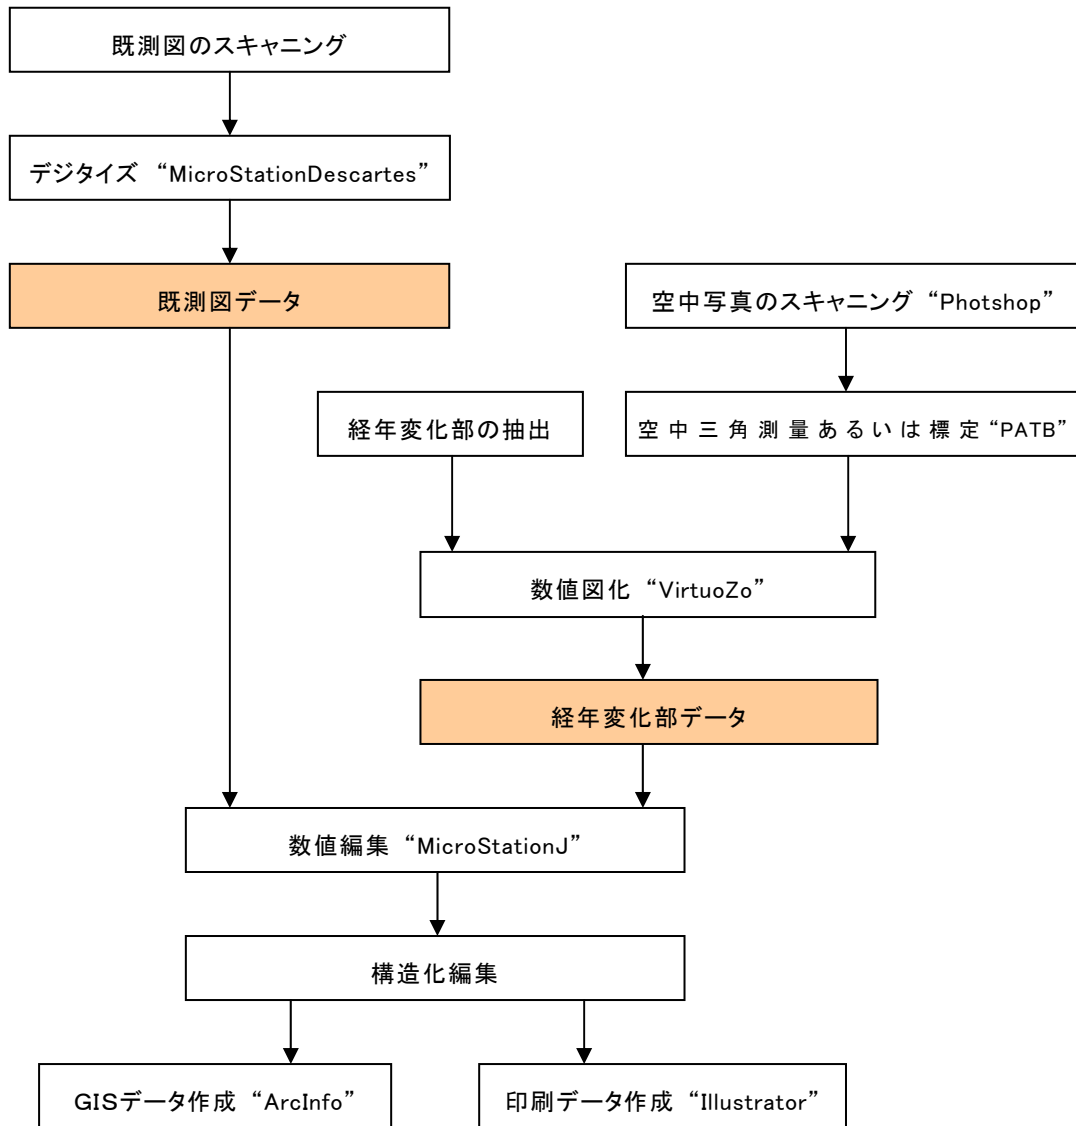 既測図のスキャニング
デジタイズ “MicroStationDescartes”
既測図データ
空中写真のスキャニング “Photshop”
経年変化部の抽出
空中三角測量あるいは標定“PATB”
数値図化 “VirtuoZo”
経年変化部データ
数値編集 “MicroStationJ”
構造化編集
GISデータ作成 “ArcInfo”
印刷データ作成 “Illustrator”